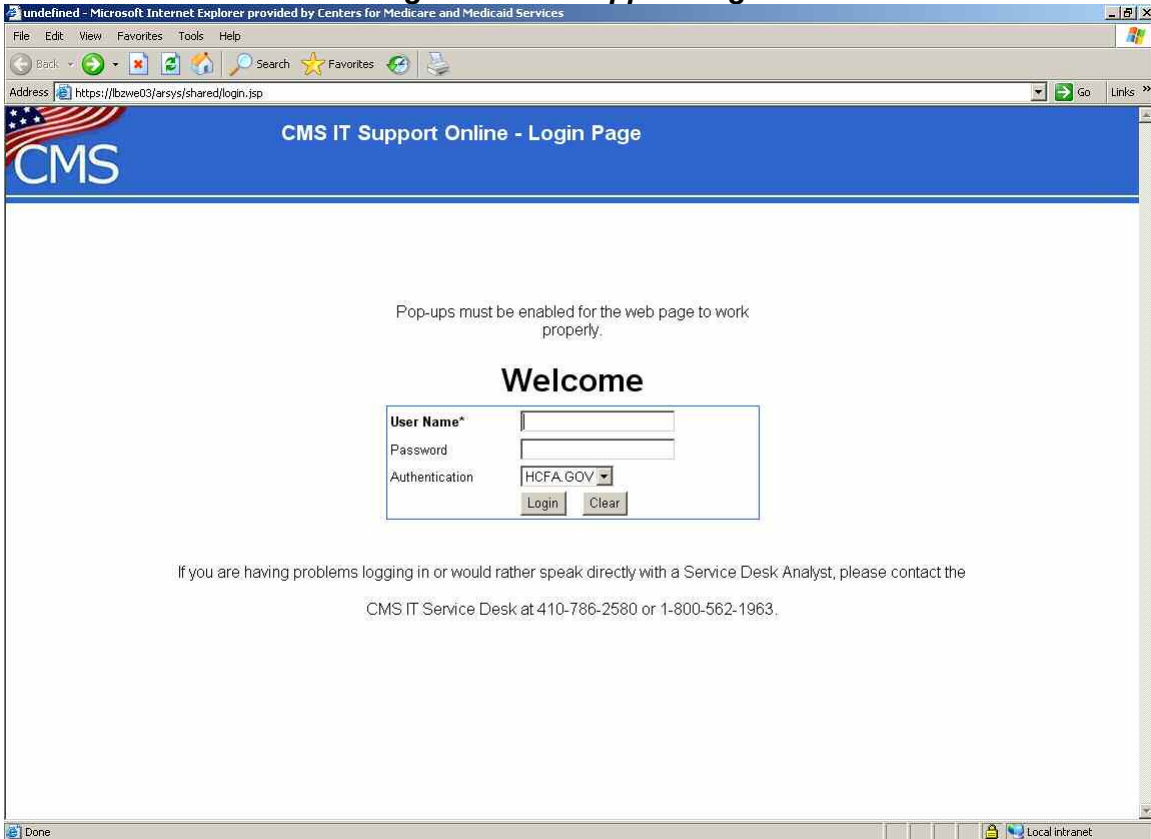 undefined - Microsoft Internet Explorer provided by Centers for Medicare and Medicaid Services
File Edit View Favorites Tools Help
Back Search Favorites
Address https://lbzwe03/arsys/shared/login.jsp Go Links »
CMS
CMS IT Support Online - Login Page
Pop-ups must be enabled for the web page to work
properly.
Welcome
User Name*
Password
Authentication HCFA.GOV
Login Clear
If you are having problems logging in or would rather speak directly with a Service Desk Analyst, please contact the
CMS IT Service Desk at 410-786-2580 or 1-800-562-1963.
Done Local intranet